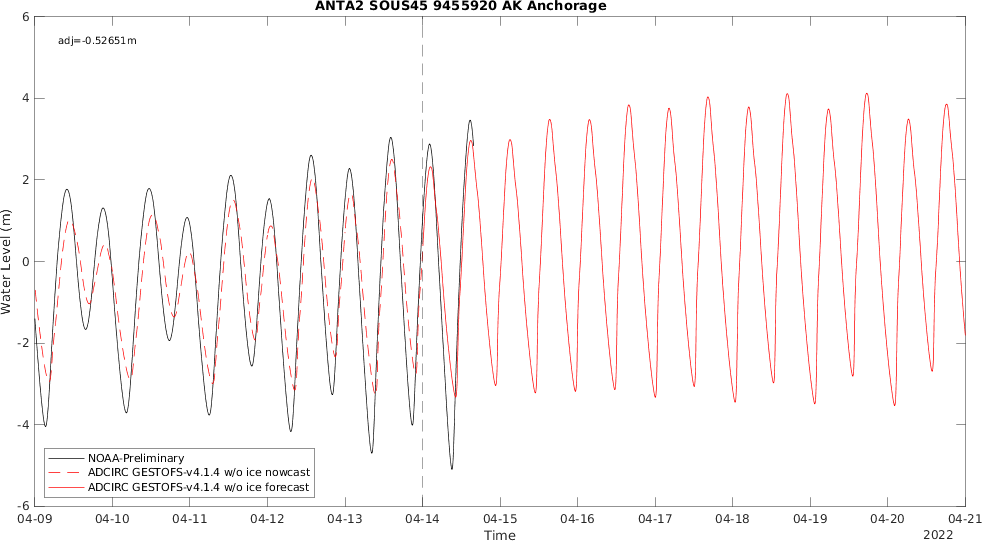 ANTA2 SOUS45 9455920 AK Anchorage
6
adj=-0.52651m
4
2
0
-2
-4
-6
Water Level (m)
NOAA-Preliminary
ADCIRC GESTOFS-v4.1.4 w/o ice nowcast
ADCIRC GESTOFS-v4.1.4 w/o ice forecast
04-09 04-10 04-11 04-12 04-13 04-14 04-15 04-16 04-17 04-18 04-19 04-20 04-21
Time
2022